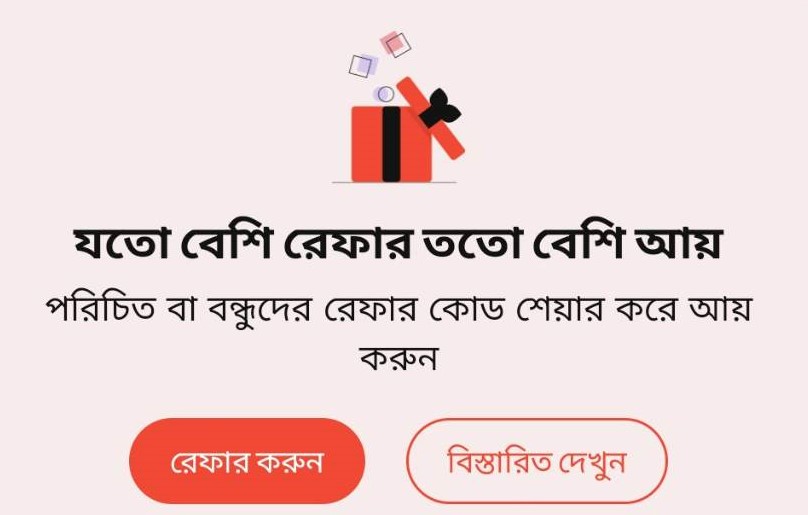 যতো বেশি রেফার ততো বেশি আয়
পরিচিত বা বন্ধুদের রেফার কোড শেয়ার করে আয়
করুন
রেফার করুন
বিস্তারিত দেখুন